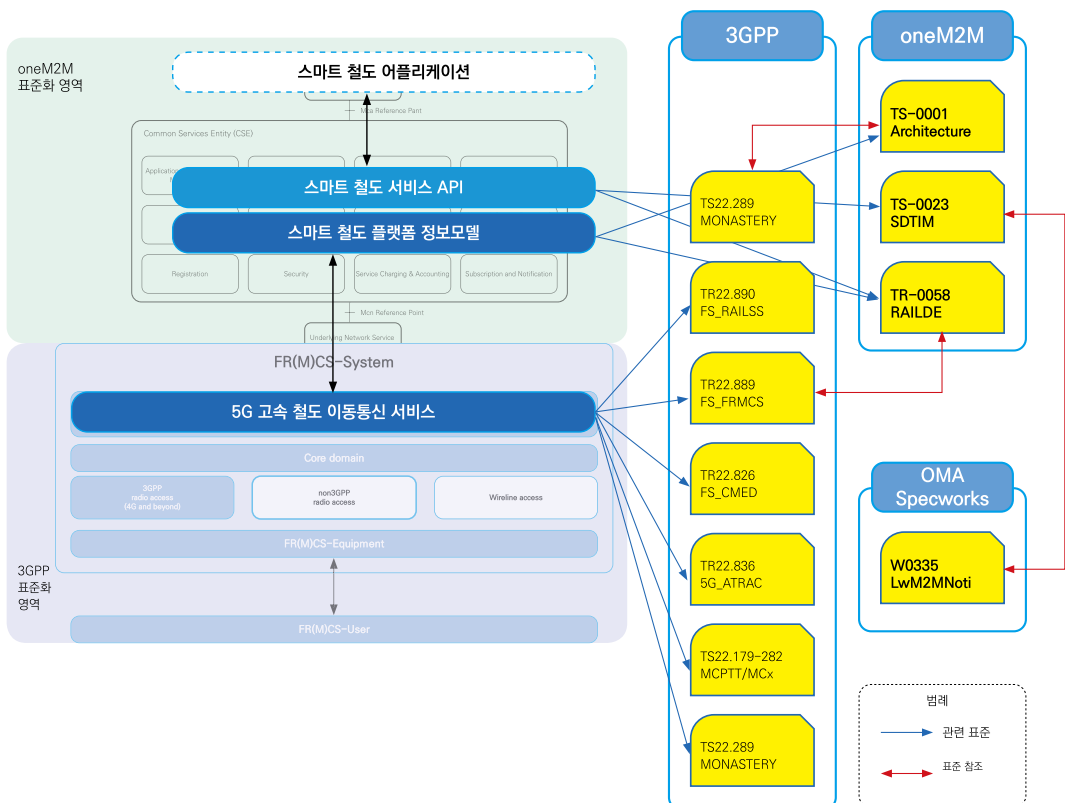 oneM2M
표준화 영역
스마트 철도 어플리케이션
Mca Reference Pant
Common Services Entity (CSE)
스마트 철도 서비스 API
스마트 철도 플랫폼 정보모델
Registration
Security
Service Charging & Accounting
Subscription and Notification
Mcn Reference Point
Underlying Network Service
FR(M)CS-System
5G 고속 철도 이동통신 서비스
Core domain
3GPP
radio access
(4G and beyond)
non3GPP
radio access
Wireline access
FR(M)CS-Equipment
3GPP
표준화
영역
FR(M)CS-User
3GPP
TS22.289
MONASTERY
TR22.890
FS_RAILSS
TR22.889
FS_FRMCS
TR22.826
FS_CMED
TR22.836
5G_ATRAC
TS22.179-282
MCPTT/MCx
TS22.289
MONASTERY
oneM2M
TS-0001
Architecture
TS-0023
SDTIM
TR-0058
RAILDE
OMA
Specworks
W0335
LwM2MNoti
범례
관련 표준
표준 참조